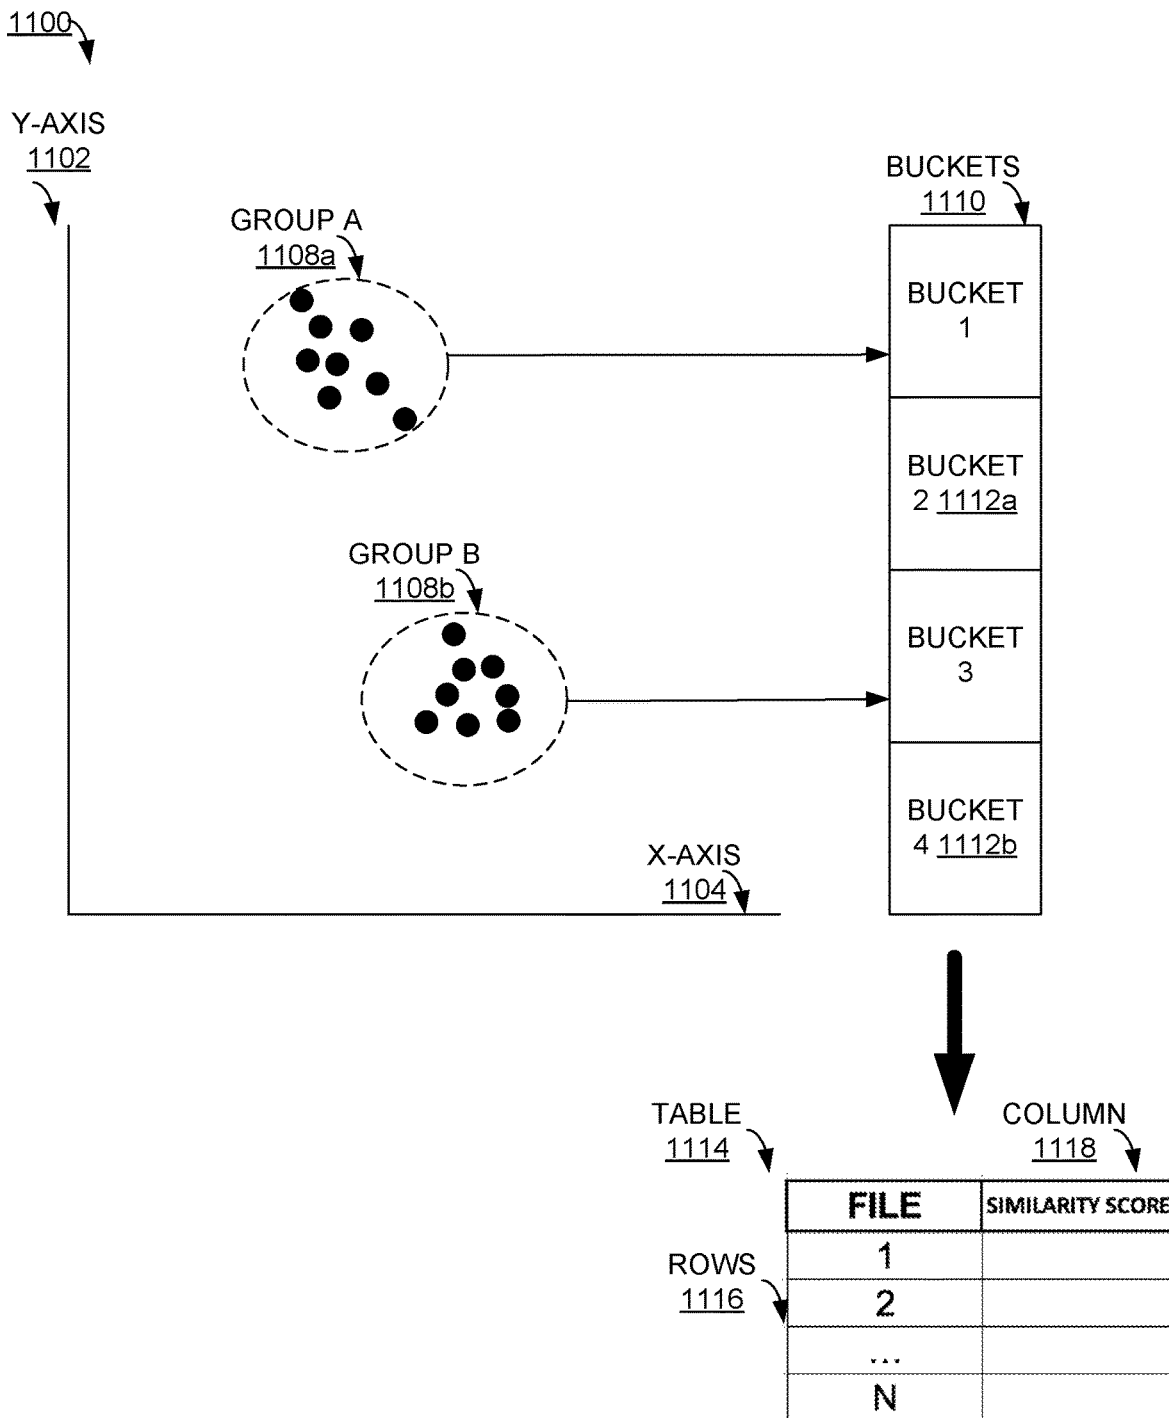 1100
Y-AXIS
1102
BUCKETS
1110
GROUP A
1108a
BUCKET
1
BUCKET
2 1112a
GROUP B
1108b
BUCKET
3
BUCKET
4 1112b
X-AXIS
1104
TABLE
1114
COLUMN
1118
FILE SIMILARITY SCORE
1
ROWS
1116
2
...
N